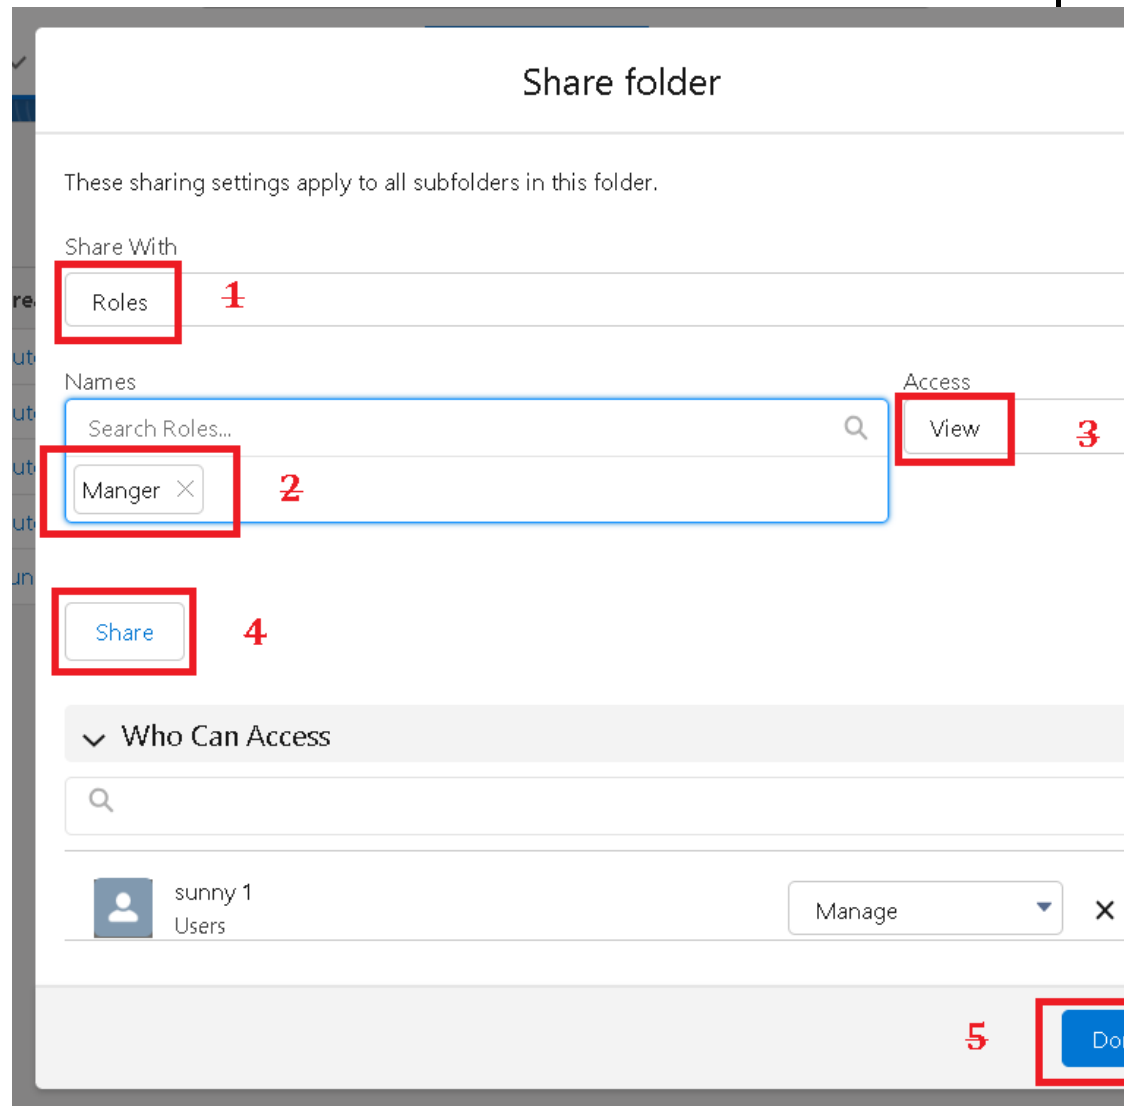 Share folder
These sharing settings apply to all subfolders in this folder.
Share With
Roles 1
Names Access
Search Roles... View 3
Manger 2
Share 4
Who Can Access
sunny 1
Users
Manage
5